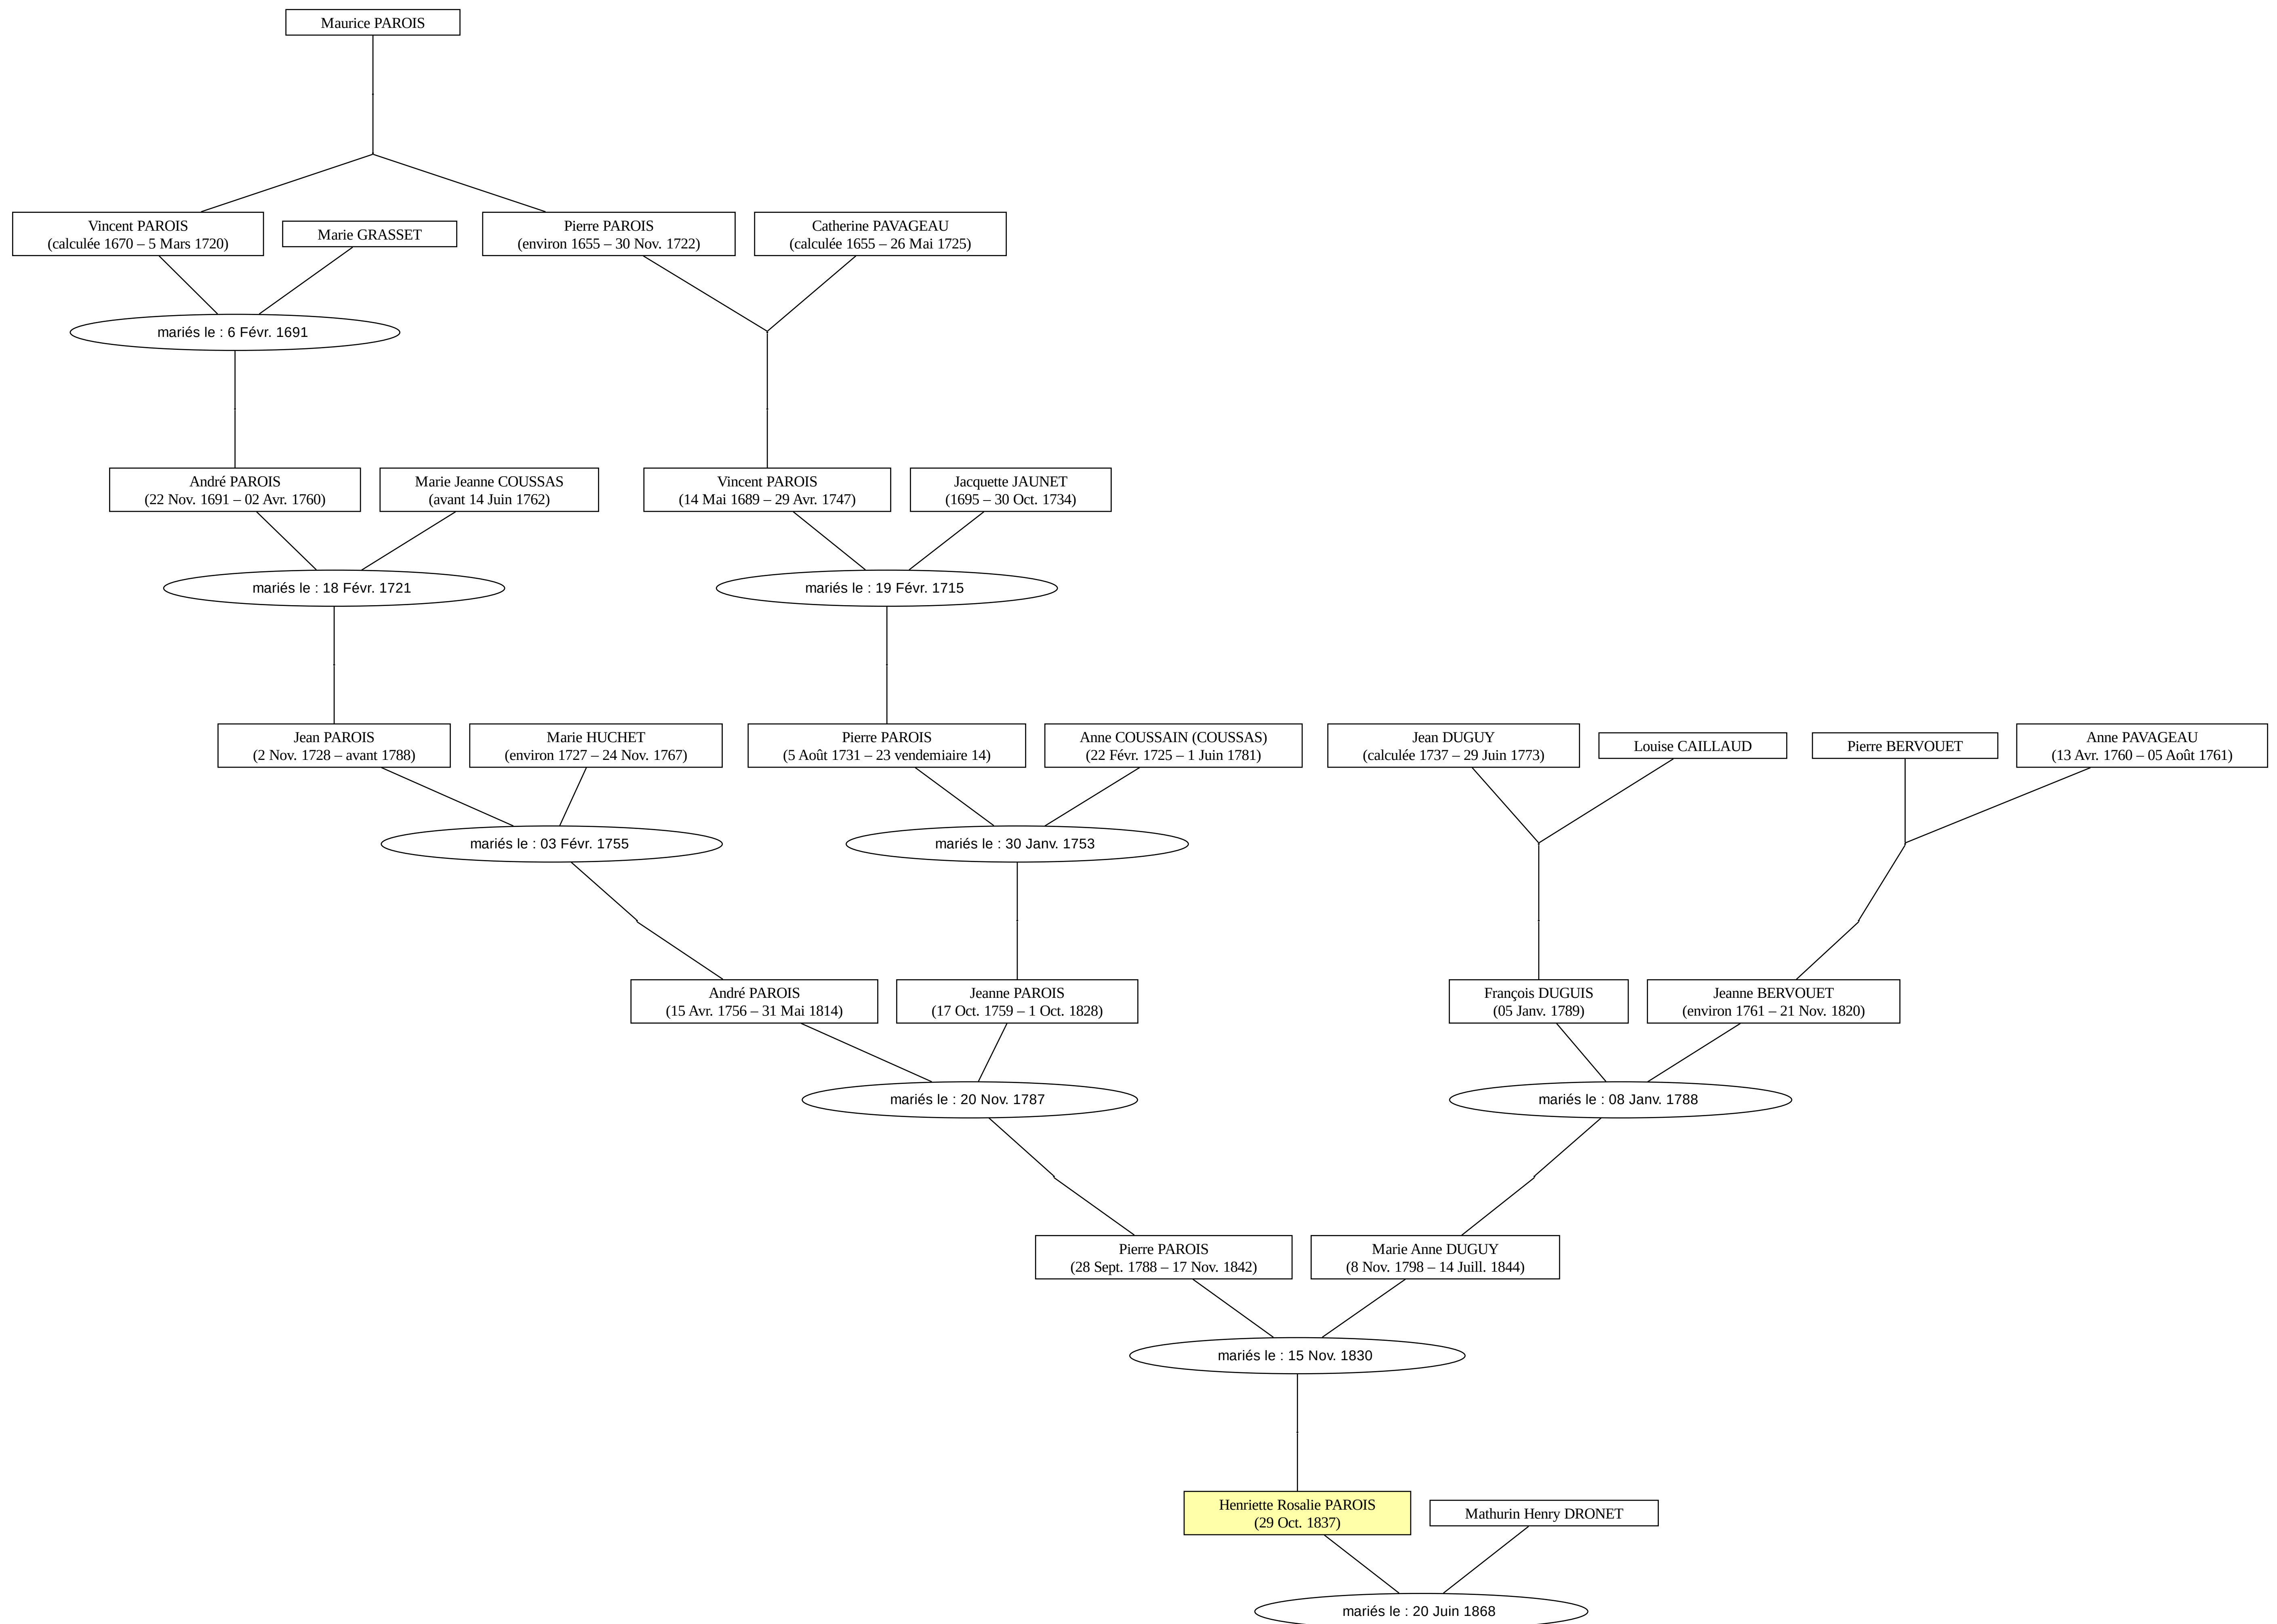 Maurice PAROIS
Vincent PAROIS
(calculée 1670 – 5 Mars 1720)
Marie GRASSET
Pierre PAROIS
(environ 1655 – 30 Nov. 1722)
Catherine PAVAGEAU
(calculée 1655 – 26 Mai 1725)
mariés le : 6 Févr. 1691
André PAROIS
(22 Nov. 1691 – 02 Avr. 1760)
Marie Jeanne COUSSAS
(avant 14 Juin 1762)
Vincent PAROIS
(14 Mai 1689 – 29 Avr. 1747)
Jacquette JAUNET
(1695 – 30 Oct. 1734)
mariés le : 18 Févr. 1721
mariés le : 19 Févr. 1715
Jean PAROIS
(2 Nov. 1728 – avant 1788)
Marie HUCHET
(environ 1727 – 24 Nov. 1767)
Pierre PAROIS
(5 Août 1731 – 23 vendemiaire 14)
Anne COUSSAIN (COUSSAS)
(22 Févr. 1725 – 1 Juin 1781)
Jean DUGUY
(calculée 1737 – 29 Juin 1773)
Louise CAILLAUD
Pierre BERVOUET
Anne PAVAGEAU
(13 Avr. 1760 – 05 Août 1761)
mariés le : 03 Févr. 1755
mariés le : 30 Janv. 1753
André PAROIS
(15 Avr. 1756 – 31 Mai 1814)
Jeanne PAROIS
(17 Oct. 1759 – 1 Oct. 1828)
François DUGUIS
(05 Janv. 1789)
Jeanne BERVOUET
(environ 1761 – 21 Nov. 1820)
mariés le : 20 Nov. 1787
mariés le : 08 Janv. 1788
Pierre PAROIS
(28 Sept. 1788 – 17 Nov. 1842)
Marie Anne DUGUY
(8 Nov. 1798 – 14 Juill. 1844)
mariés le : 15 Nov. 1830
Henriette Rosalie PAROIS
(29 Oct. 1837)
Mathurin Henry DRONET
mariés le : 20 Juin 1868